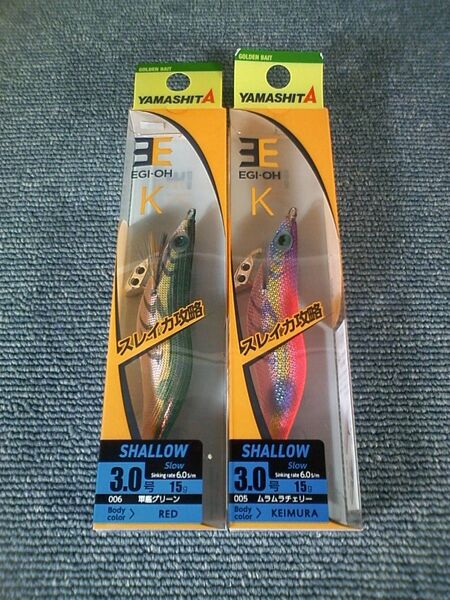 GOLDEN BAIT
YAMASHITA
EGI-OH
K
スレイカ攻略
SHALLOW
Slow
3.0号
Sinking rate 6.0s/m
15g
006 軍艦グリーン
Body color > RED
GOLDEN BAIT
YAMASHITA
EGI-OH
K
スレイカ攻略
SHALLOW
Slow
3.0号
Sinking rate 6.0s/m
15g
005 ムラムラチェリー
Body color > KEIMURA